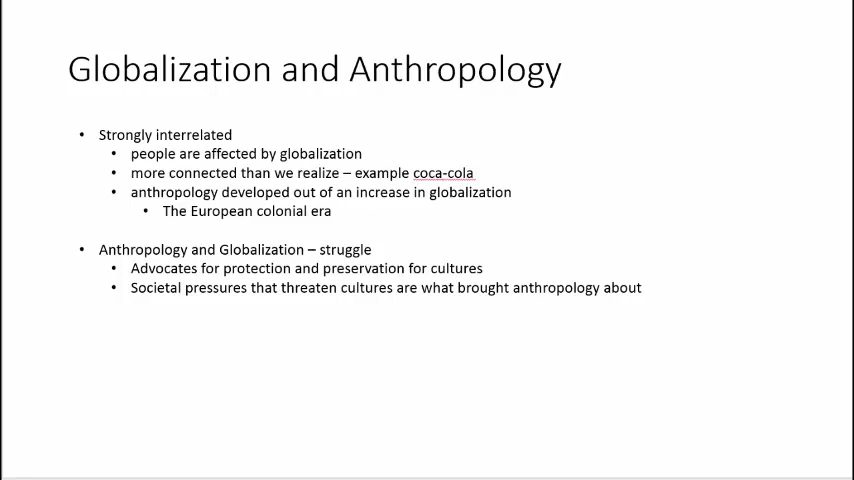 Globalization and Anthropology
• Strongly interrelated
• people are affected by globalization
• more connected than we realize – example coca-cola
• anthropology developed out of an increase in globalization
• The European colonial era
• Anthropology and Globalization – struggle
• Advocates for protection and preservation for cultures
• Societal pressures that threaten cultures are what brought anthropology about